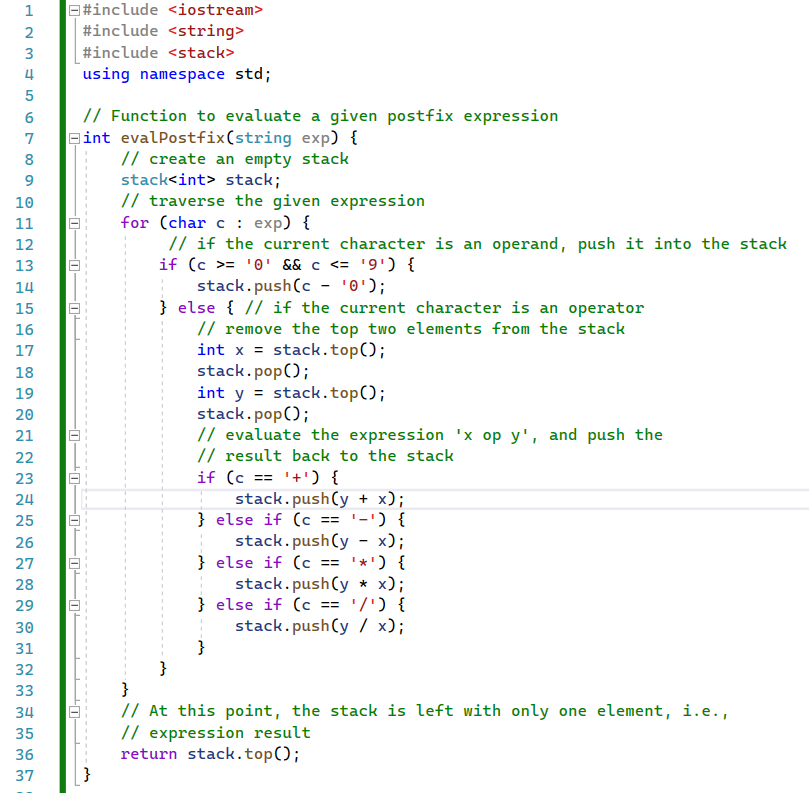 1 #include <iostream>
2 #include <string>
3 #include <stack>
4 using namespace std;
5
6 // Function to evaluate a given postfix expression
7 int evalPostfix(string exp) {
8 // create an empty stack
9 stack<int> stack;
10 // traverse the given expression
11 for (char c : exp) {
12 // if the current character is an operand, push it into the stack
13 if (c >= '0' && c <= '9') {
14 stack.push(c - '0');
15 } else { // if the current character is an operator
16 // remove the top two elements from the stack
17 int x = stack.top();
18 stack.pop();
19 int y = stack.top();
20 stack.pop();
21 // evaluate the expression 'x op y', and push the
22 // result back to the stack
23 if (c == '+') {
24 stack.push(y + x);
25 } else if (c == '-') {
26 stack.push(y - x);
27 } else if (c == '*') {
28 stack.push(y * x);
29 } else if (c == '/') {
30 stack.push(y / x);
31 }
32 }
33 }
34 // At this point, the stack is left with only one element, i.e.,
35 // expression result
36 return stack.top();
37 }